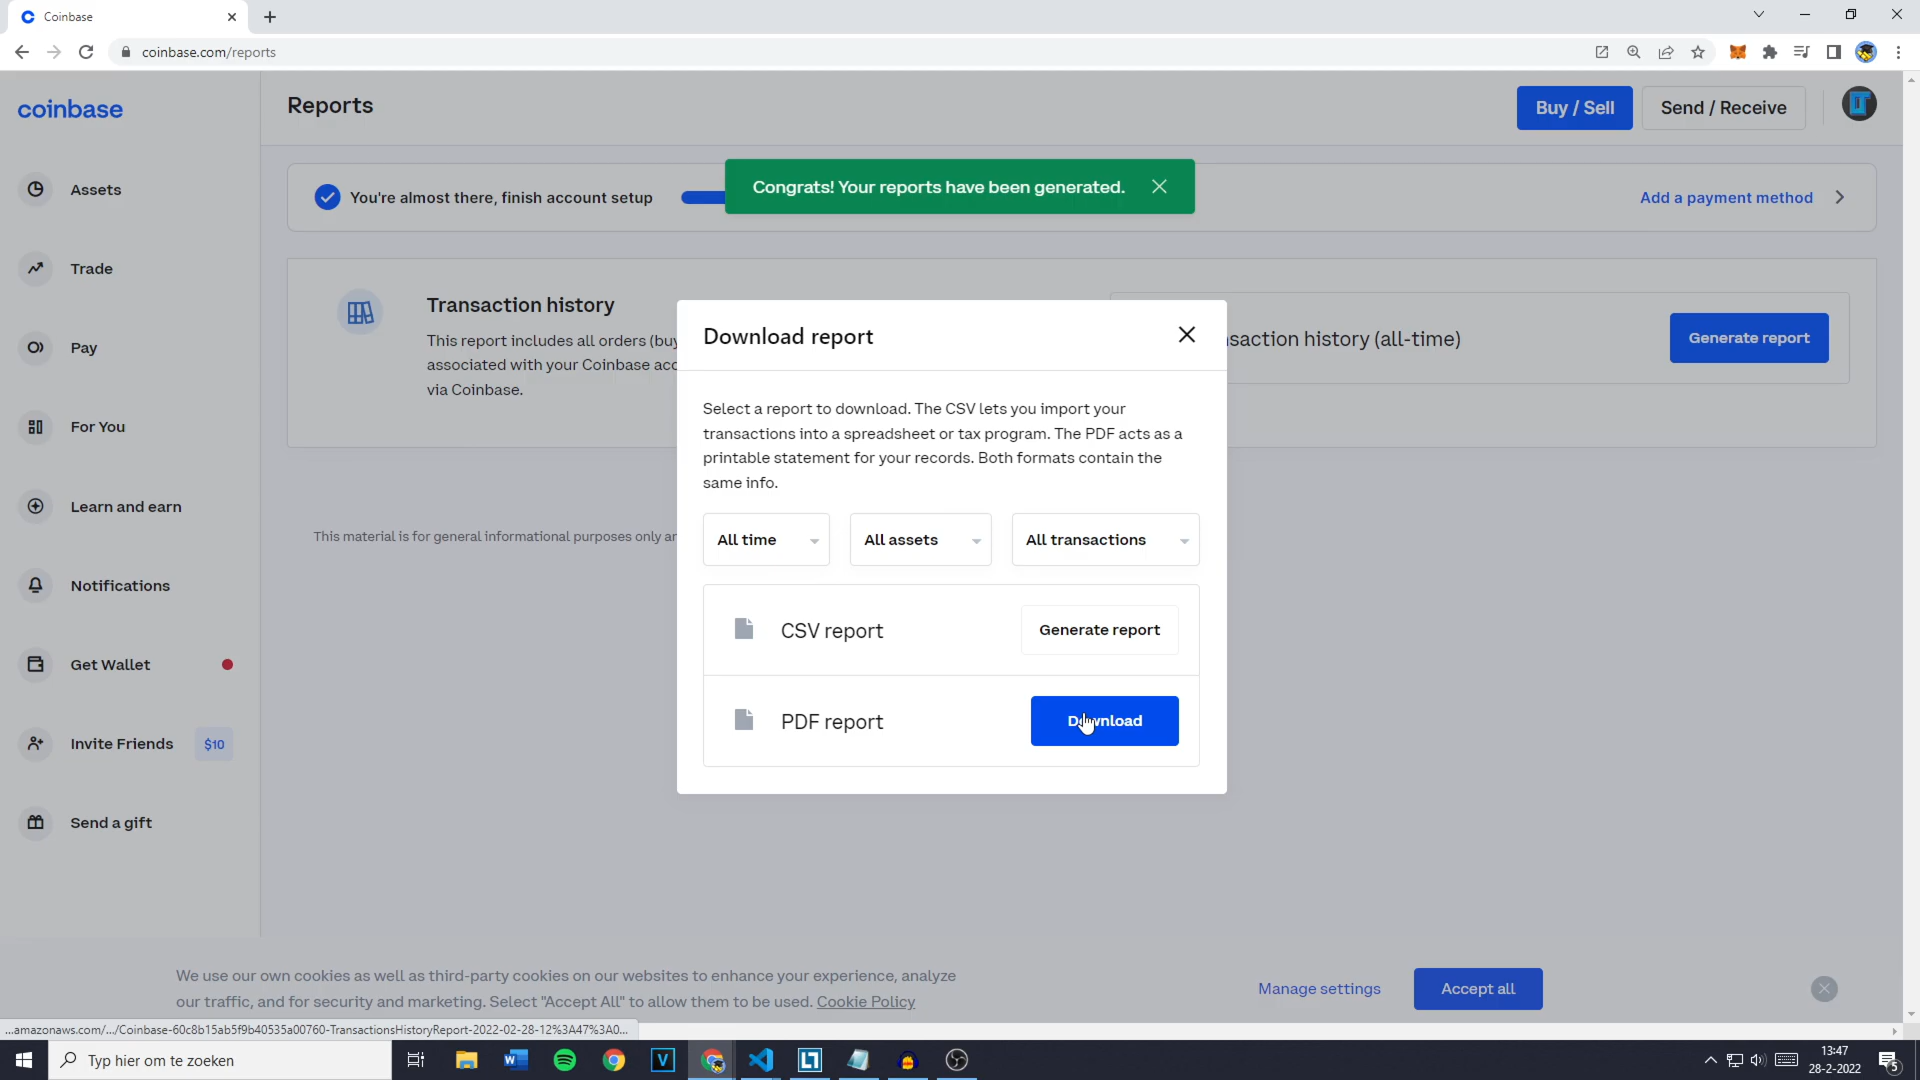 Coinbase
coinbase.com/reports
coinbase
Reports
Buy / Sell
Send / Receive
Assets
Trade
Pay
For You
Learn and earn
Notifications
Get Wallet
Invite Friends
$10
Send a gift
You're almost there, finish account setup
Congrats! Your reports have been generated.
Add a payment method
Transaction history
This report includes all orders (buy
associated with your Coinbase acc
via Coinbase.
saction history (all-time)
Generate report
Download report
Select a report to download. The CSV lets you import your
transactions into a spreadsheet or tax program. The PDF acts as a
printable statement for your records. Both formats contain the
same info.
All time
All assets
All transactions
CSV report
Generate report
PDF report
Download
This material is for general informational purposes only
We use our own cookies as well as third-party cookies on our websites to enhance your experience, analyze
our traffic, and for security and marketing. Select "Accept All" to allow them to be used. Cookie Policy
Manage settings
Accept all
...amazonaws.com/.../Coinbase-60c8b15ab5f9b40535a00760-TransactionsHistoryReport-2022-02-28-12%3A47%3A0...
Typ hier om te zoeken
13:47
28-2-2022
5